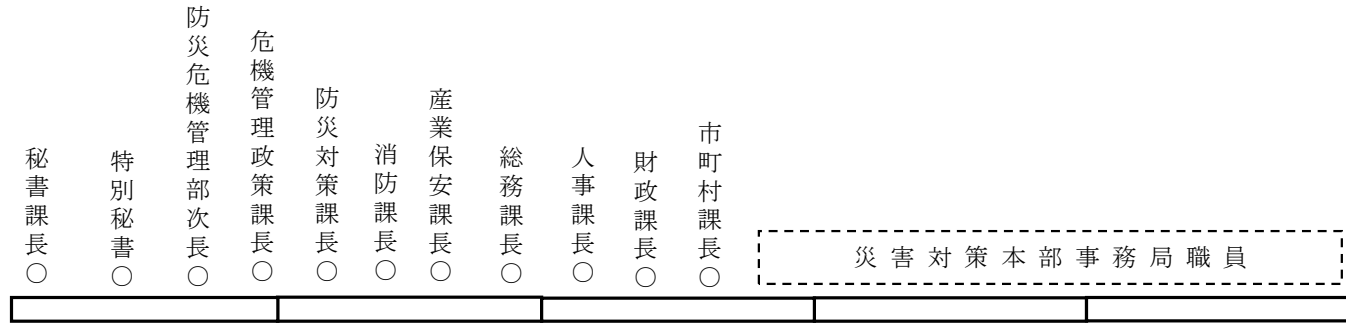 秘書課長○
特別秘書○
防災危機管理部次長○
危機管理政策課長○
防災対策課長○
消防課長○
産業保安課長○
総務課長○
人事課長○
財政課長○
市町村課長○
災害対策本部事務局職員